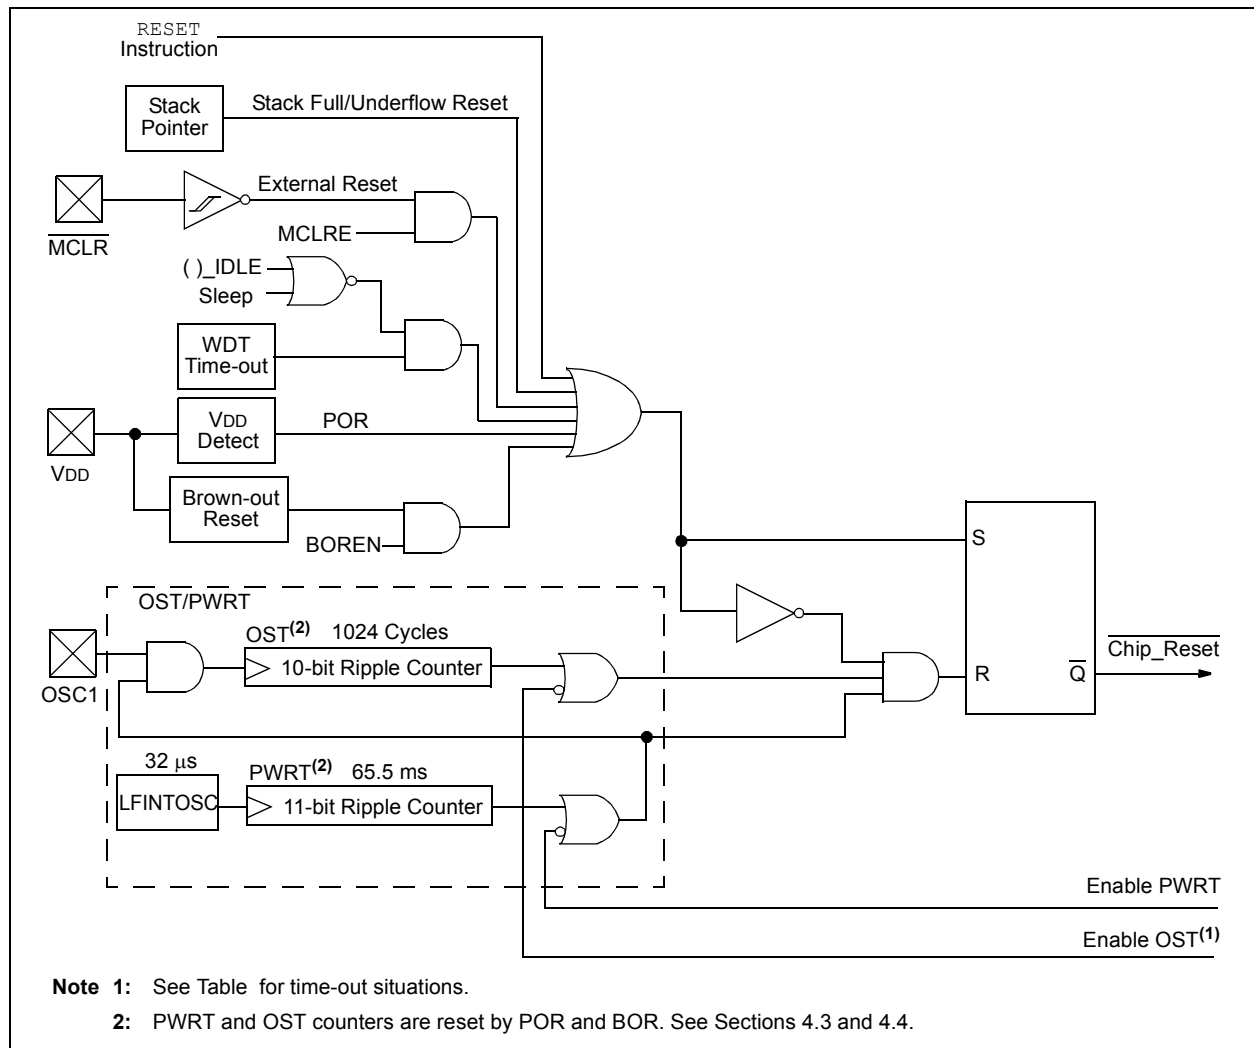 RESET
Instruction
Stack
Pointer
Stack Full/Underflow Reset
External Reset
MCLR
MCLRE
( )_IDLE
Sleep
WDT
Time-out
VDD
VDD
Detect
POR
Brown-out
Reset
BOREN
S
OST/PWRT
OST(2) 1024 Cycles
10-bit Ripple Counter
OSC1
R
Q
Chip_Reset
32 μs
LFINTOSC
PWRT(2) 65.5 ms
11-bit Ripple Counter
Enable PWRT
Enable OST(1)
Note 1: See Table for time-out situations.
2: PWRT and OST counters are reset by POR and BOR. See Sections 4.3 and 4.4.